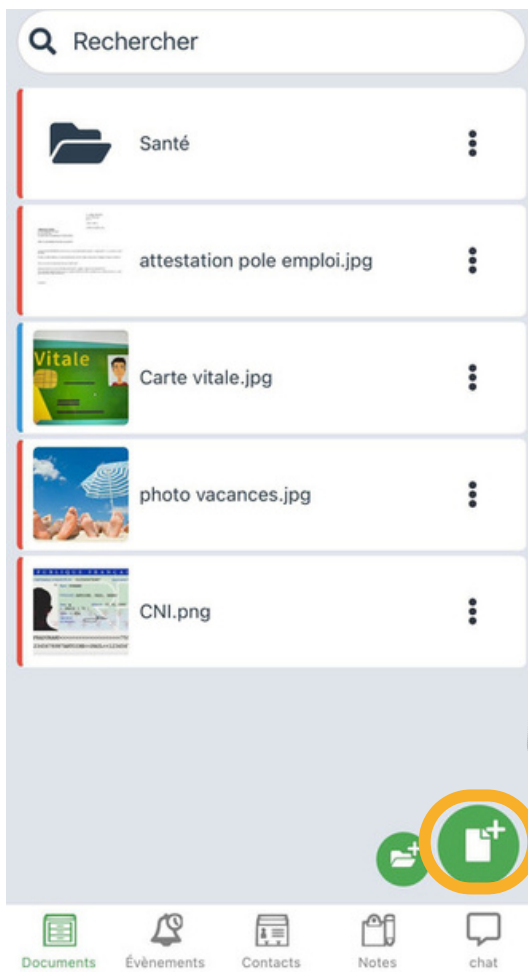 Rechercher
Santé
attestation pole emploi.jpg
Vitale
Carte vitale.jpg
photo vacances.jpg
CNI.png
Documents
Évènements
Contacts
Notes
chat